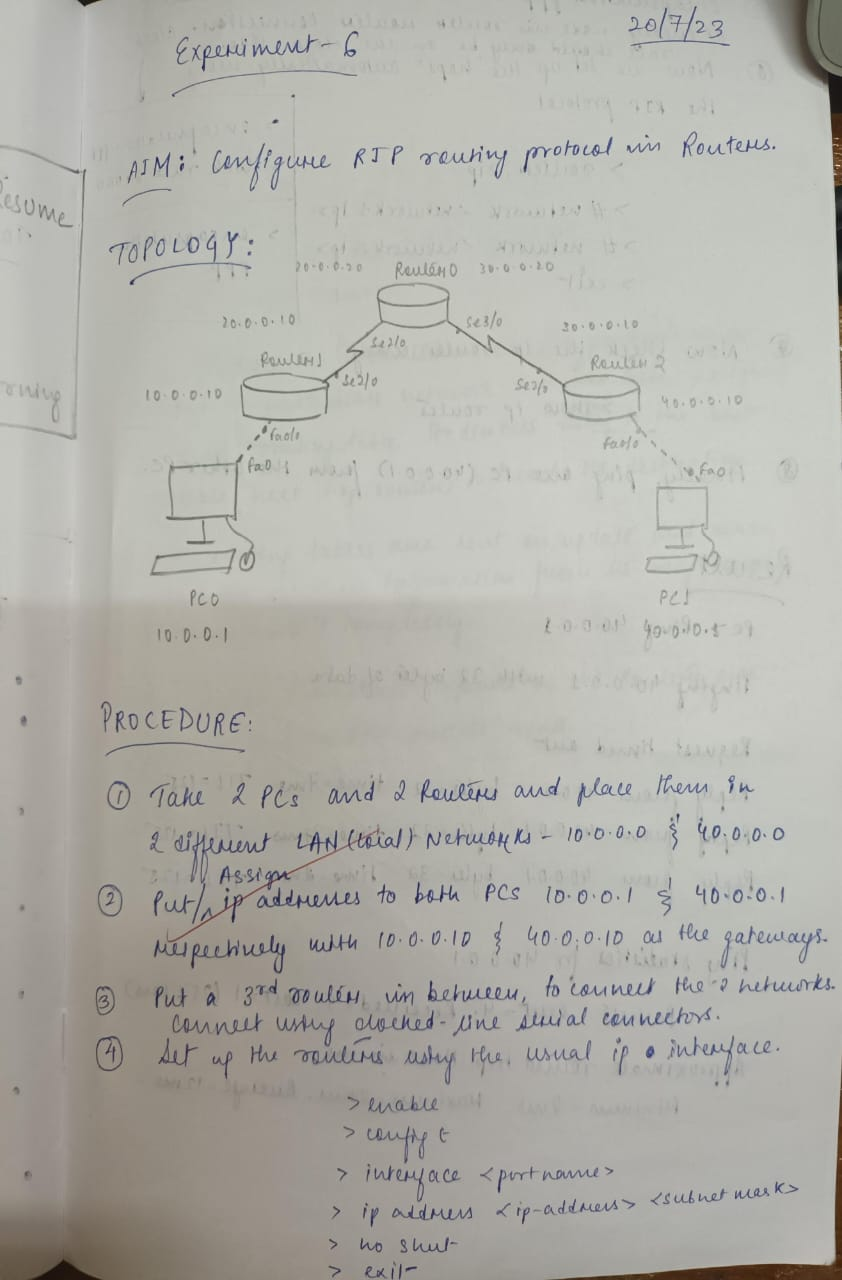 20/7/23
Experiment-6
AIM: Configure RIP routing protocol in Routers.
TOPOLOGY:
20.0.0.20 Router0 30.0.0.20
20.0.0.10 Se2/0 Se3/0 30.0.0.10
Router1 Router 2
10.0.0.10 Se2/0 Se2/0 40.0.0.10
fa0/0 fa0/0
fa0 fa0
PC0 PC1
10.0.0.1
PROCEDURE:
① Take 2 PCs and 2 Routers and place them in
2 different LAN (local) Networks - 10.0.0.0 & 40.0.0.0
Assign
② Put/^ ip addresses to both PCs 10.0.0.1 & 40.0.0.1
respectively with 10.0.0.10 & 40.0.0.10 as the gateways.
③ Put a 3rd router, in between, to connect the 2 networks.
Connect using clocked-line serial connectors.
④ Set up the routers using the usual ip interface.
> enable
> config t
> interface <portname>
> ip address <ip-address> <subnet mask>
> no shut
> exit